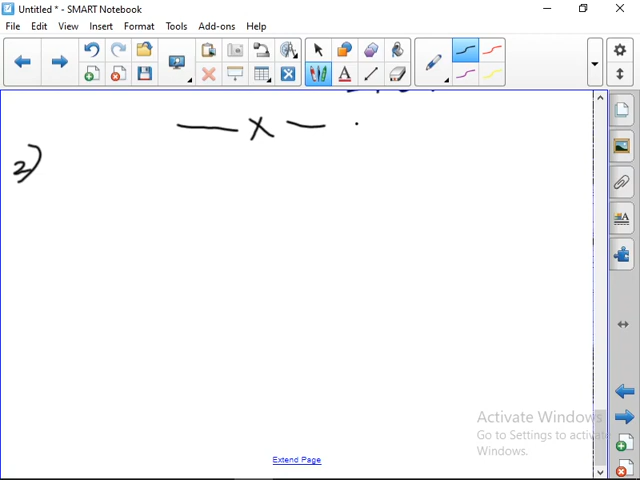 Untitled * - SMART Notebook
File Edit View Insert Format Tools Add-ons Help
— x —
2)
Activate Windows
Go to Settings to activate
Windows.
Extend Page